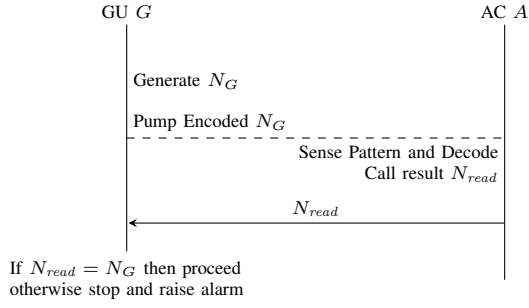 GU G
AC A
Generate N_G
Pump Encoded N_G
Sense Pattern and Decode
Call result N_read
N_read
If N_read = N_G then proceed
otherwise stop and raise alarm